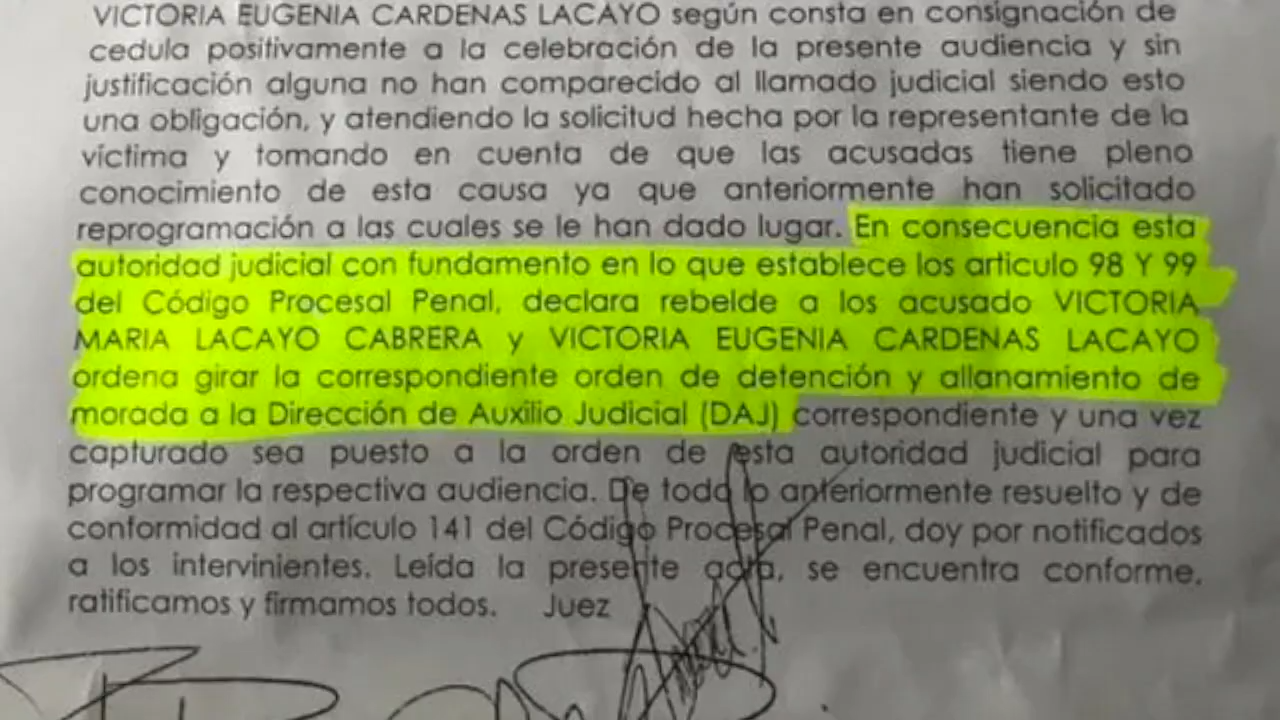 VICTORIA EUGENIA CARDENAS LACAYO según consta en consignación de
cedula positivamente a la celebración de la presente audiencia y sin
justificación alguna no han comparecido al llamado judicial siendo esto
una obligación, y atendiendo la solicitud hecha por la representante de la
víctima y tomando en cuenta de que las acusadas tiene pleno
conocimiento de esta causa ya que anteriormente han solicitado
reprogramación a las cuales se le han dado lugar. En consecuencia esta
autoridad judicial con fundamento en lo que establece los articulo 98 Y 99
del Código Procesal Penal, declara rebelde a los acusado VICTORIA
MARIA LACAYO CABRERA y VICTORIA EUGENIA CARDENAS LACAYO
ordena girar la correspondiente orden de detención y allanamiento de
morada a la Dirección de Auxilio Judicial (DAJ) correspondiente y una vez
capturado sea puesto a la orden de esta autoridad judicial para
programar la respectiva audiencia. De todo lo anteriormente resuelto y de
conformidad al artículo 141 del Código Procesal Penal, doy por notificados
a los intervinientes. Leída la presente acta, se encuentra conforme,
ratificamos y firmamos todos. Juez